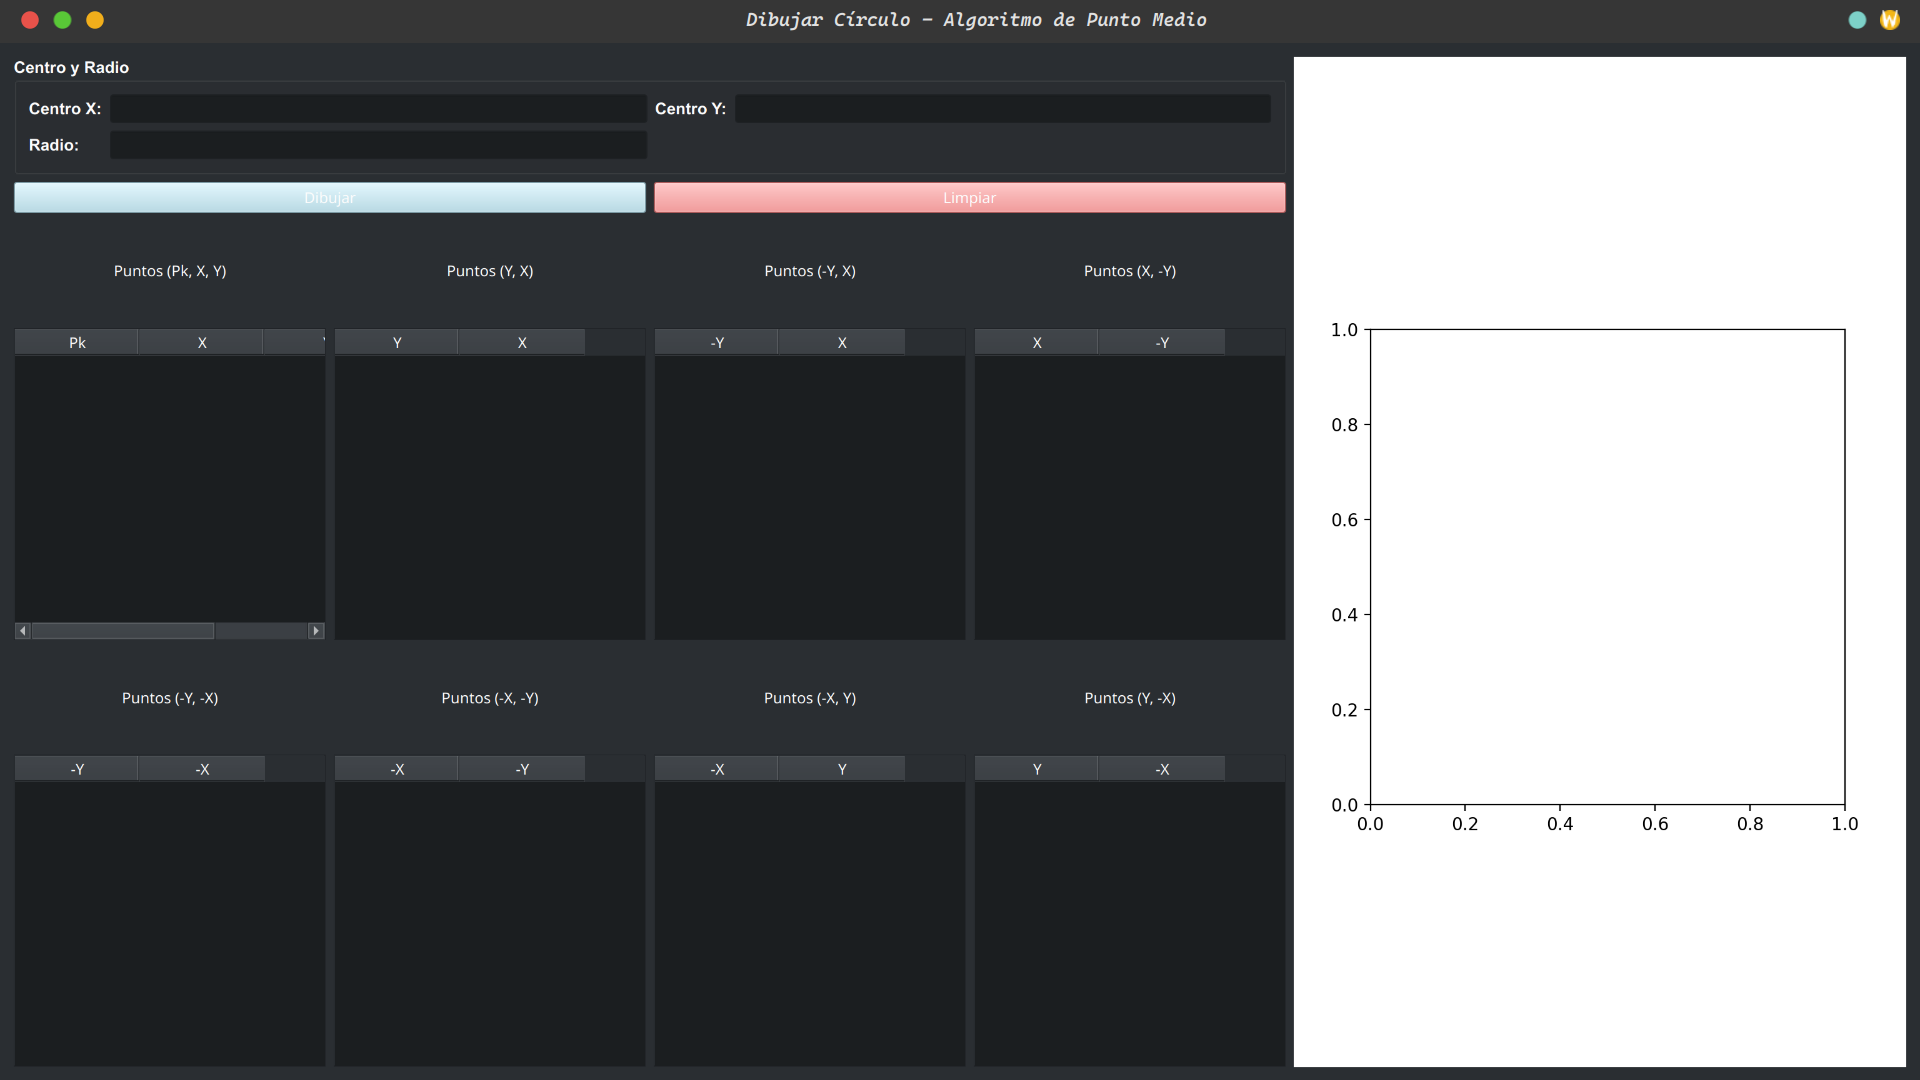 Dibujar Círculo - Algoritmo de Punto Medio
W
Centro y Radio
Centro X:
Centro Y:
Radio:
Dibujar
Limpiar
Puntos (Pk, X, Y)
Puntos (Y, X)
Puntos (-Y, X)
Puntos (X, -Y)
Pk X
Y X
-Y X
X -Y
Puntos (-Y, -X)
Puntos (-X, -Y)
Puntos (-X, Y)
Puntos (Y, -X)
-Y -X
-X -Y
-X Y
Y -X
1.0
0.8
0.6
0.4
0.2
0.0
0.0 0.2 0.4 0.6 0.8 1.0